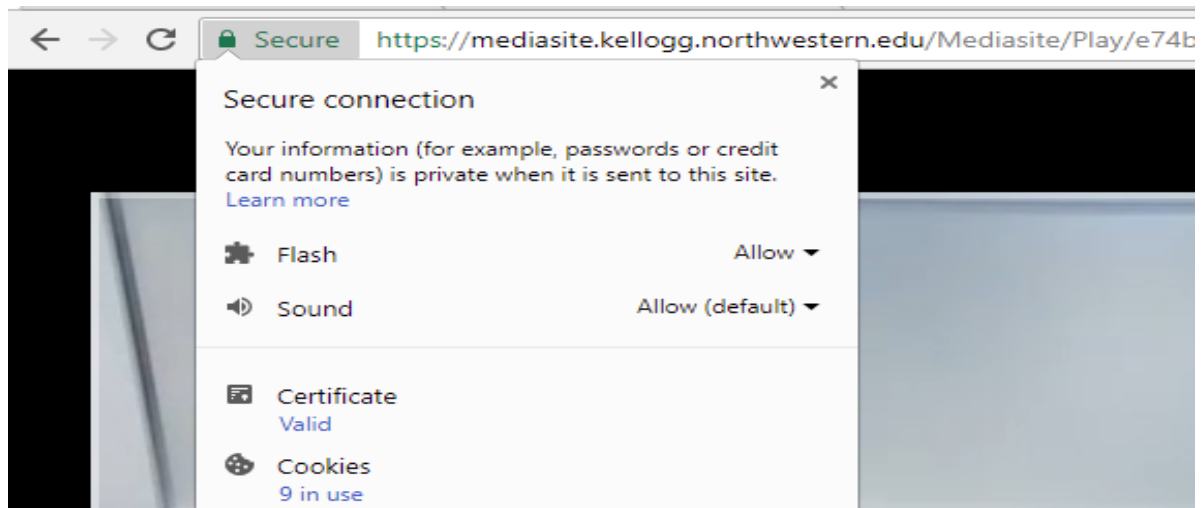 Secure https://mediasite.kellogg.northwestern.edu/Mediasite/Play/e74b
Secure connection
Your information (for example, passwords or credit
card numbers) is private when it is sent to this site.
Learn more
Flash Allow
Sound Allow (default)
Certificate
Valid
Cookies
9 in use